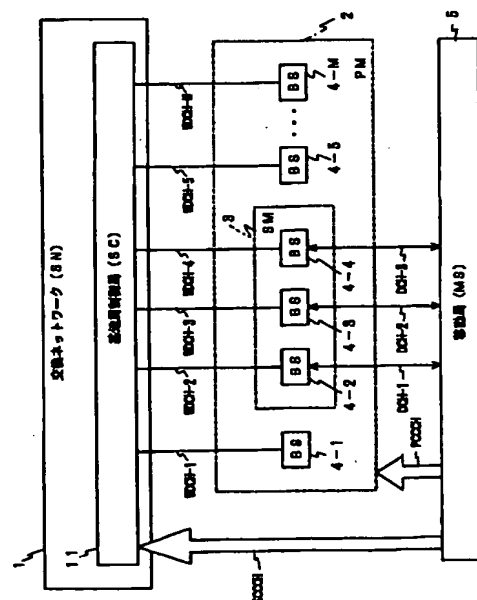 1
交換ネットワーク(SN)
11
基地局制御局(SC)
WDCH-1
WDCH-2
WDCH-3
WDCH-4
WDCH-5
WDCH-M
2
3
SM
PM
BS
BS
BS
BS
BS
...
BS
4-1
4-2
4-3
4-4
4-5
4-M
DCH-1
DCH-2
DCH-3
PCCCH
移動局(MS)
5